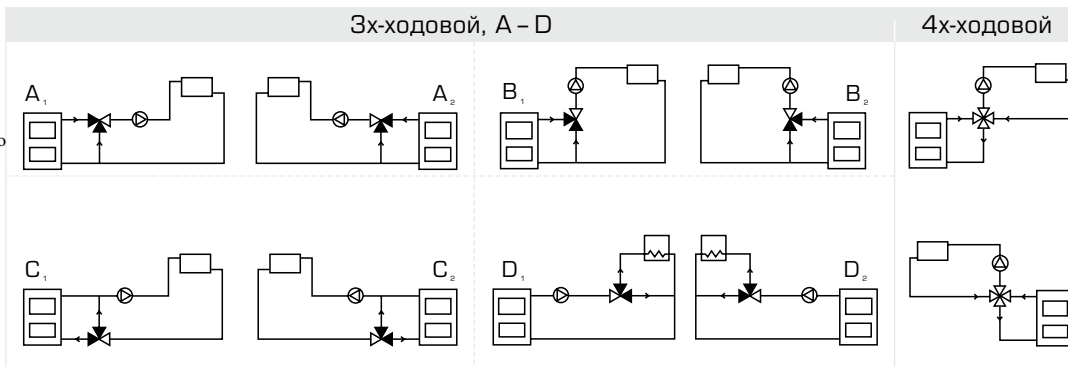 3х-ходовой, A – D
4х-ходовой
A₁
A₂
B₁
B₂
о
C₁
C₂
D₁
D₂